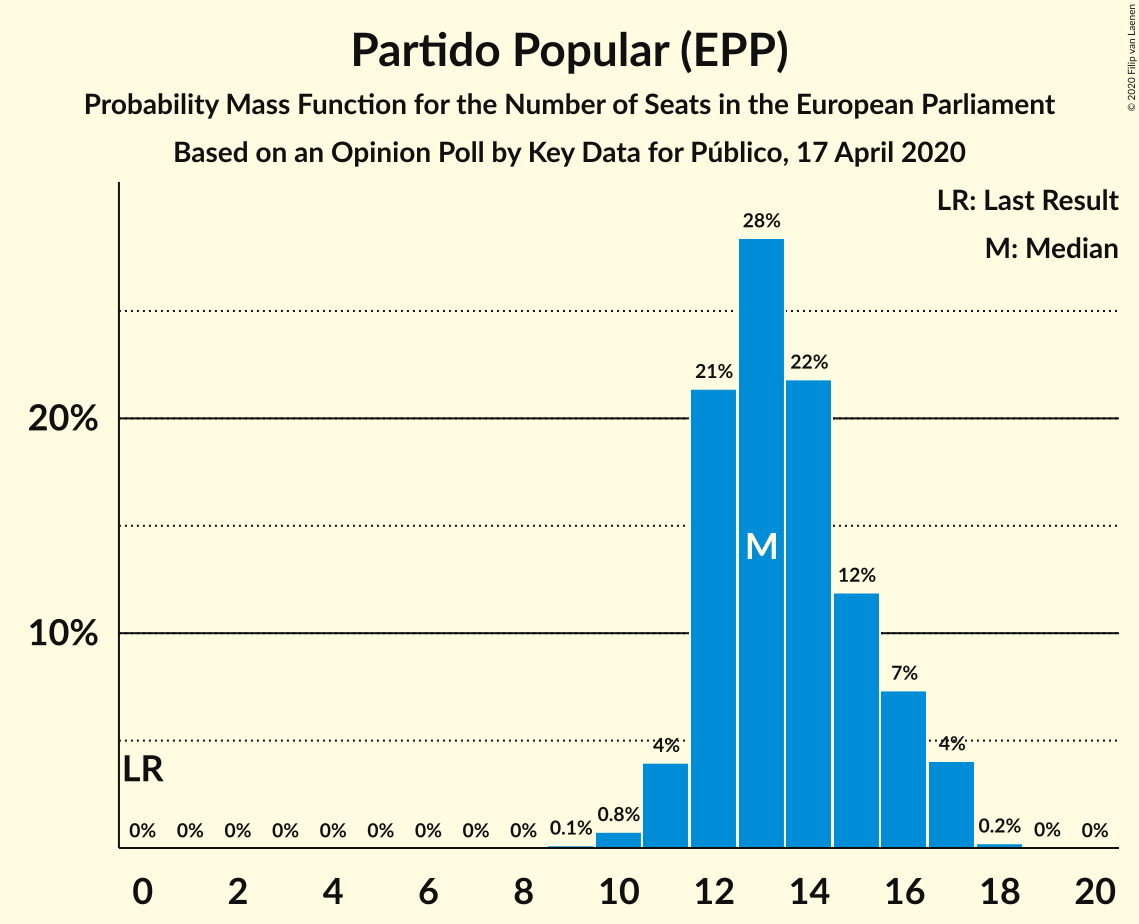 Partido Popular (EPP)
Probability Mass Function for the Number of Seats in the European Parliament
Based on an Opinion Poll by Key Data for Público, 17 April 2020
© 2020 Filip van Laenen
LR: Last Result
M: Median
28%
22%
21%
20%
M
12%
10%
7%
4%
4%
LR
0%
0%
0%
0%
0%
0%
0%
0%
0%
0.1%
0.8%
0.2%
0%
0%
0 2 4 6 8 10 12 14 16 18 20